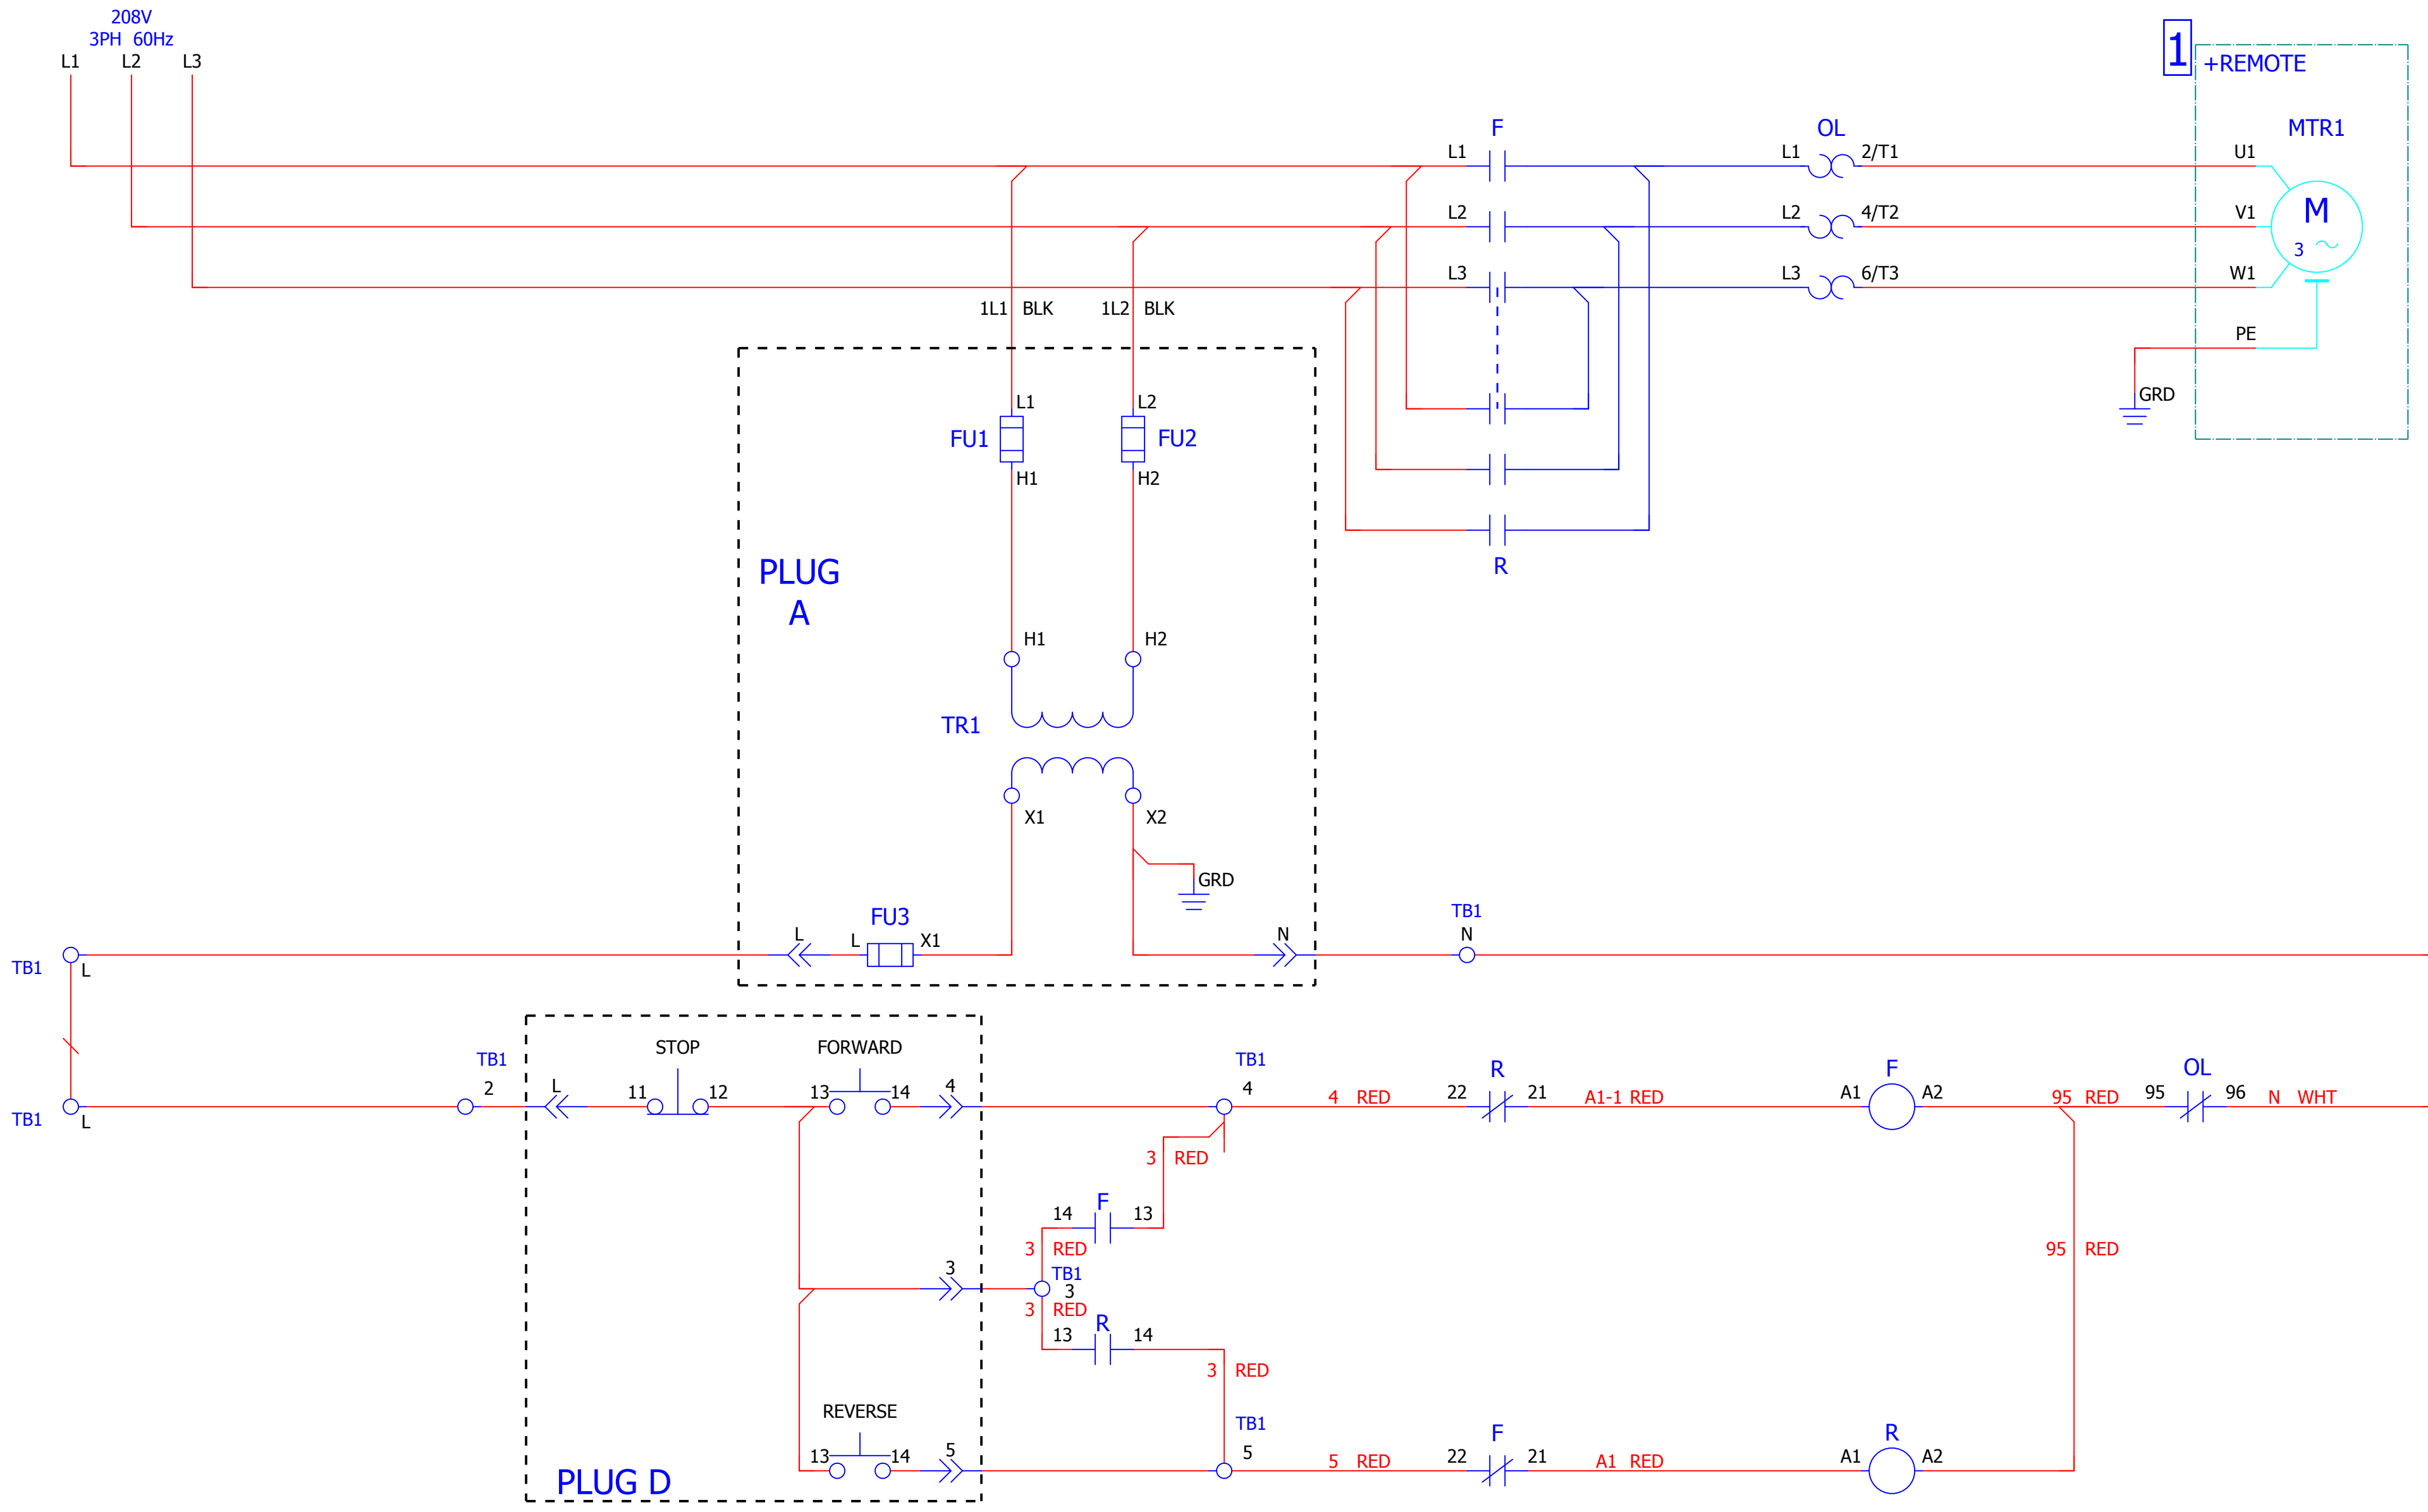 208V
3PH 60Hz
L1 L2 L3
1
+REMOTE
F OL MTR1
L1 L1 2/T1 U1
L2 L2 4/T2 V1
M
3
L3 L3 6/T3 W1
1L1 BLK 1L2 BLK
PE
GRD
L1 L2
FU1 FU2
H1 H2
R
PLUG
A
H1 H2
TR1
X1 X2
GRD
FU3
L L X1 N
TB1
N
TB1
L
STOP FORWARD
TB1
2
L 11 12 13 14 4
TB1
4
4 RED
R
22 21
A1-1 RED
F
A1 A2
95 RED
OL
95 96
N WHT
TB1
L
3 RED
F
14 13
3 RED
95 RED
3
TB1
3
3 RED
R
13 14
3 RED
REVERSE
13 14 5
TB1
5
5 RED
F
22 21
A1 RED
R
A1 A2
PLUG D